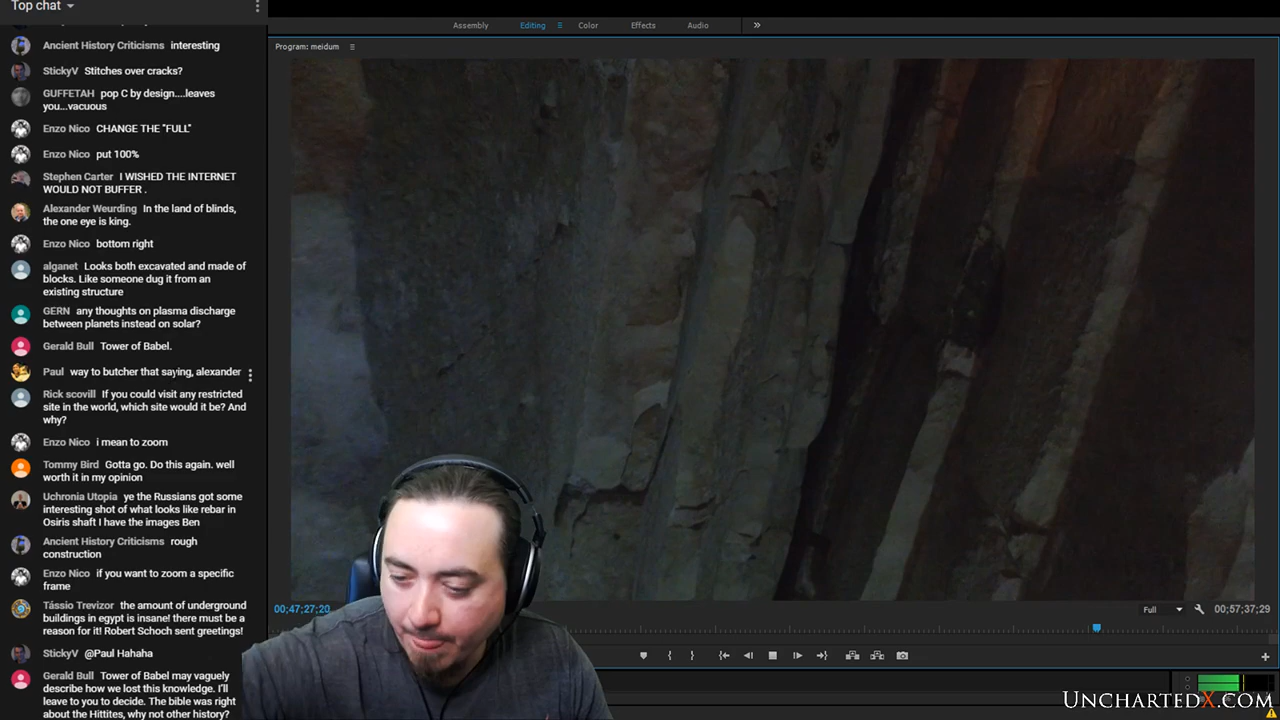 Top chat
Assembly
Editing
Color
Effects
Audio
Program: meidum
Ancient History Criticisms interesting
StickyV Stitches over cracks?
GUFFETAH pop C by design....leaves
you...vacuous
Enzo Nico CHANGE THE "FULL"
Enzo Nico put 100%
Stephen Carter I WISHED THE INTERNET
WOULD NOT BUFFER .
Alexander Weurding In the land of blinds,
the one eye is king.
Enzo Nico bottom right
alganet Looks both excavated and made of
blocks. Like someone dug it from an
existing structure
GERN any thoughts on plasma discharge
between planets instead on solar?
Gerald Bull Tower of Babel.
Paul way to butcher that saying, alexander
Rick scovill If you could visit any restricted
site in the world, which site would it be? And
why?
Enzo Nico i mean to zoom
Tommy Bird Gotta go. Do this again. well
worth it in my opinion
Uchronia Utopia ye the Russians got some
interesting shot of what looks like rebar in
Osiris shaft I have the images Ben
Ancient History Criticisms rough
construction
Enzo Nico if you want to zoom a specific
frame
Tássio Trevizor the amount of underground
buildings in egypt is insane! there must be a
reason for it! Robert Schoch sent greetings!
StickyV @Paul Hahaha
Gerald Bull Tower of Babel may vaguely
describe how we lost this knowledge. I'll
leave to you to decide. The bible was right
about the Hittites, why not other history?
00;47;27;20
Full
00;57;37;29
UnchartedX.com